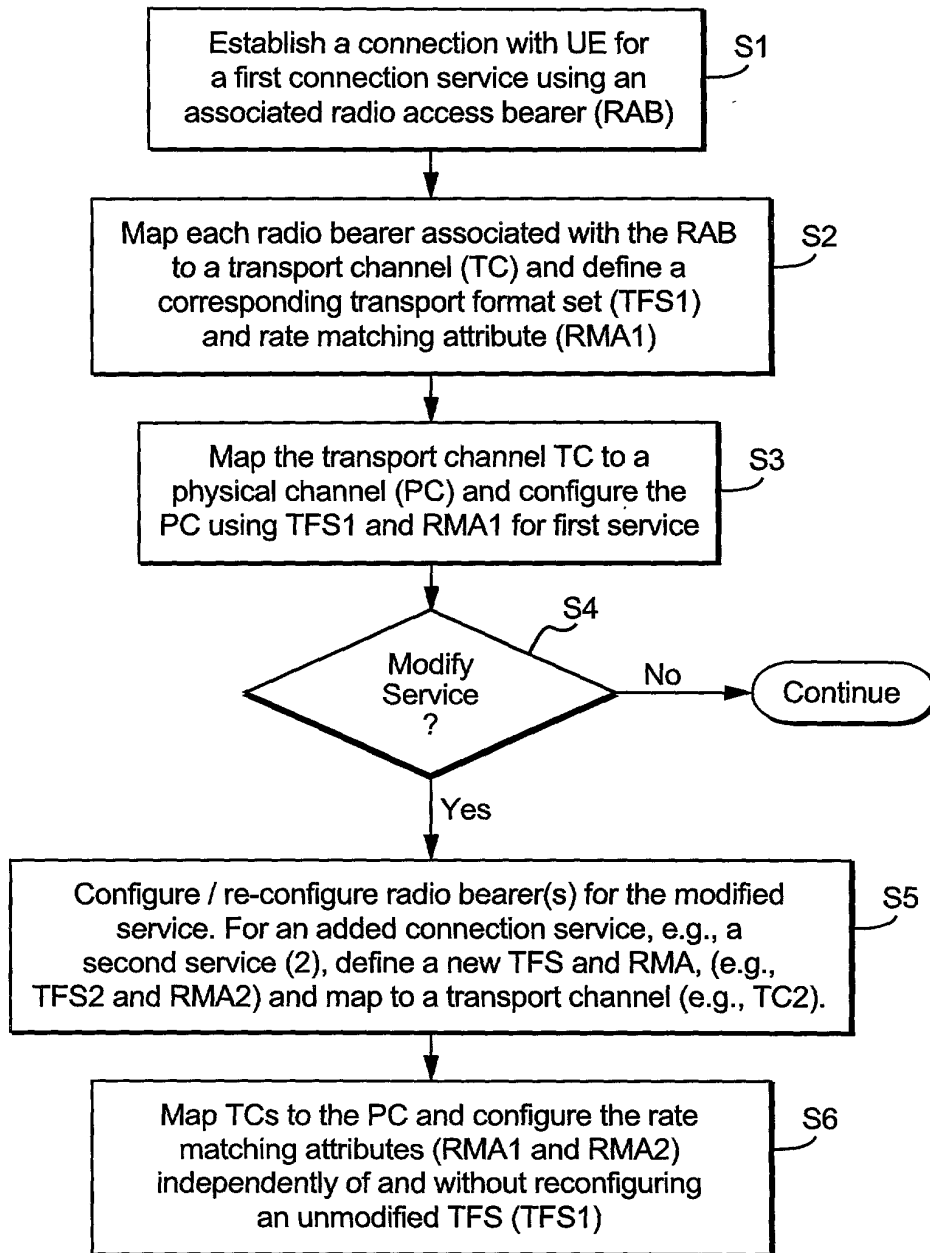 Establish a connection with UE for
a first connection service using an
associated radio access bearer (RAB)
S1
Map each radio bearer associated with the RAB
to a transport channel (TC) and define a
corresponding transport format set (TFS1)
and rate matching attribute (RMA1)
S2
Map the transport channel TC to a
physical channel (PC) and configure the
PC using TFS1 and RMA1 for first service
S3
S4
Modify
Service
?
No
Continue
Yes
Configure / re-configure radio bearer(s) for the modified
service. For an added connection service, e.g., a
second service (2), define a new TFS and RMA, (e.g.,
TFS2 and RMA2) and map to a transport channel (e.g., TC2).
S5
Map TCs to the PC and configure the rate
matching attributes (RMA1 and RMA2)
independently of and without reconfiguring
an unmodified TFS (TFS1)
S6